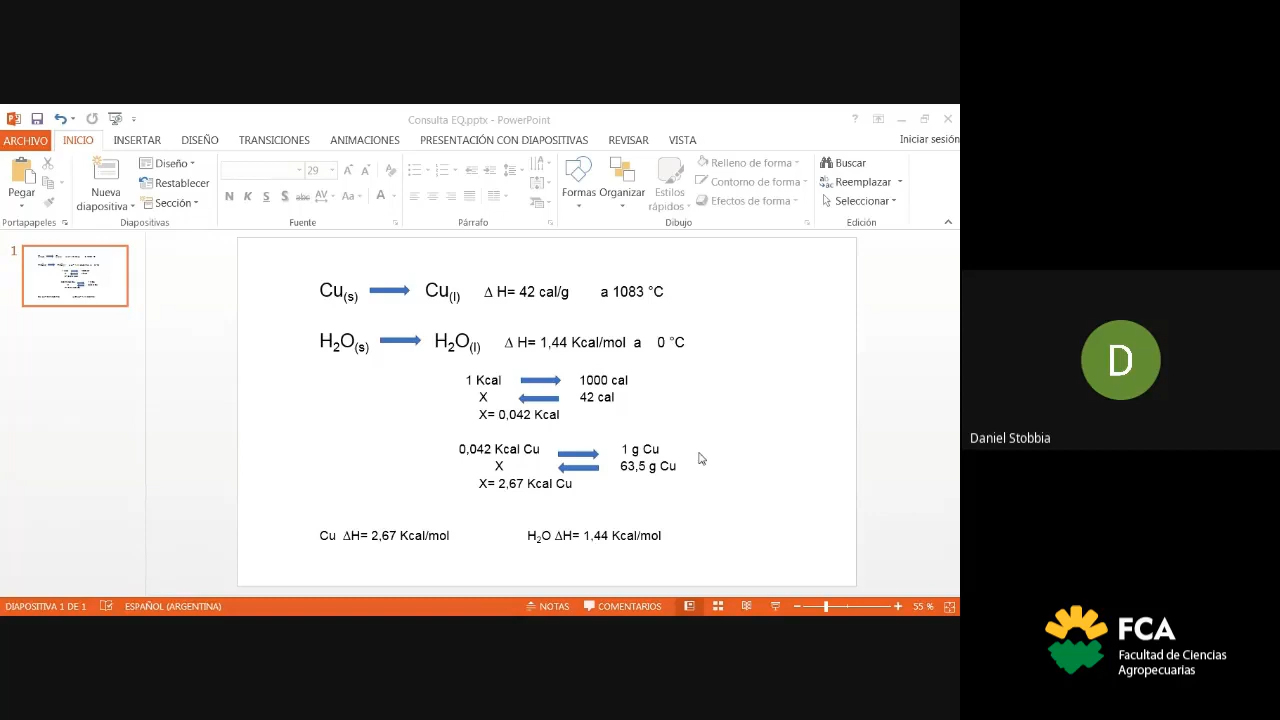 Consulta EQ.pptx - PowerPoint
ARCHIVO INICIO INSERTAR DISEÑO TRANSICIONES ANIMACIONES PRESENTACIÓN CON DIAPOSITIVAS REVISAR VISTA Iniciar sesión
Pegar
Portapapeles
Nueva diapositiva
Diseño
Restablecer
Sección
Diapositivas
29
N K S S abc AV Aa A
Fuente
Párrafo
Formas Organizar Estilos rápidos
Relleno de forma
Contorno de forma
Efectos de forma
Dibujo
Buscar
Reemplazar
Seleccionar
Edición
1
Cu(s) Cu(l) Δ H= 42 cal/g a 1083 °C
H2O(s) H2O(l) Δ H= 1,44 Kcal/mol a 0 °C
1 Kcal 1000 cal
X 42 cal
X= 0,042 Kcal
0,042 Kcal Cu 1 g Cu
X 63,5 g Cu
X= 2,67 Kcal Cu
Cu ΔH= 2,67 Kcal/mol H2O ΔH= 1,44 Kcal/mol
DIAPOSITIVA 1 DE 1 ESPAÑOL (ARGENTINA) NOTAS COMENTARIOS 55 %
D
Daniel Stobbia
FCA
Facultad de Ciencias
Agropecuarias